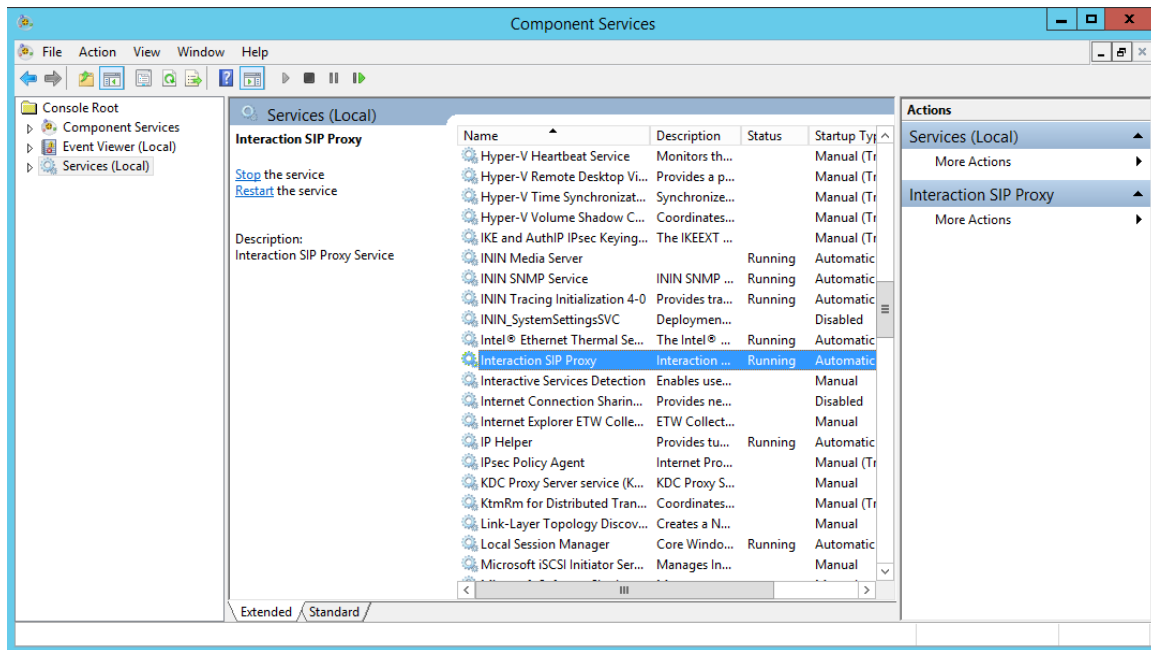 Component Services
File Action View Window Help
Console Root
Component Services
Event Viewer (Local)
Services (Local)
Services (Local)
Interaction SIP Proxy
Stop the service
Restart the service
Description:
Interaction SIP Proxy Service
Name Description Status Startup Typ
Hyper-V Heartbeat Service Monitors th... Manual (Tr
Hyper-V Remote Desktop Vi... Provides a p... Manual (Tr
Hyper-V Time Synchronizat... Synchronize... Manual (Tr
Hyper-V Volume Shadow C... Coordinates... Manual (Tr
IKE and AuthIP IPsec Keying... The IKEEXT ... Manual (Tr
ININ Media Server Running Automatic
ININ SNMP Service ININ SNMP ... Running Automatic
ININ Tracing Initialization 4-0 Provides tra... Running Automatic
ININ_SystemSettingsSVC Deploymen... Disabled
Intel® Ethernet Thermal Se... The Intel® ... Running Automatic
Interaction SIP Proxy Interaction ... Running Automatic
Interactive Services Detection Enables use... Manual
Internet Connection Sharin... Provides ne... Disabled
Internet Explorer ETW Colle... ETW Collect... Manual
IP Helper Provides tu... Running Automatic
IPsec Policy Agent Internet Pro... Manual (Tr
KDC Proxy Server service (K... KDC Proxy S... Manual
KtmRm for Distributed Tran... Coordinates... Manual (Tr
Link-Layer Topology Discov... Creates a N... Manual
Local Session Manager Core Windo... Running Automatic
Microsoft iSCSI Initiator Ser... Manages In... Manual
Extended Standard
Actions
Services (Local)
More Actions
Interaction SIP Proxy
More Actions